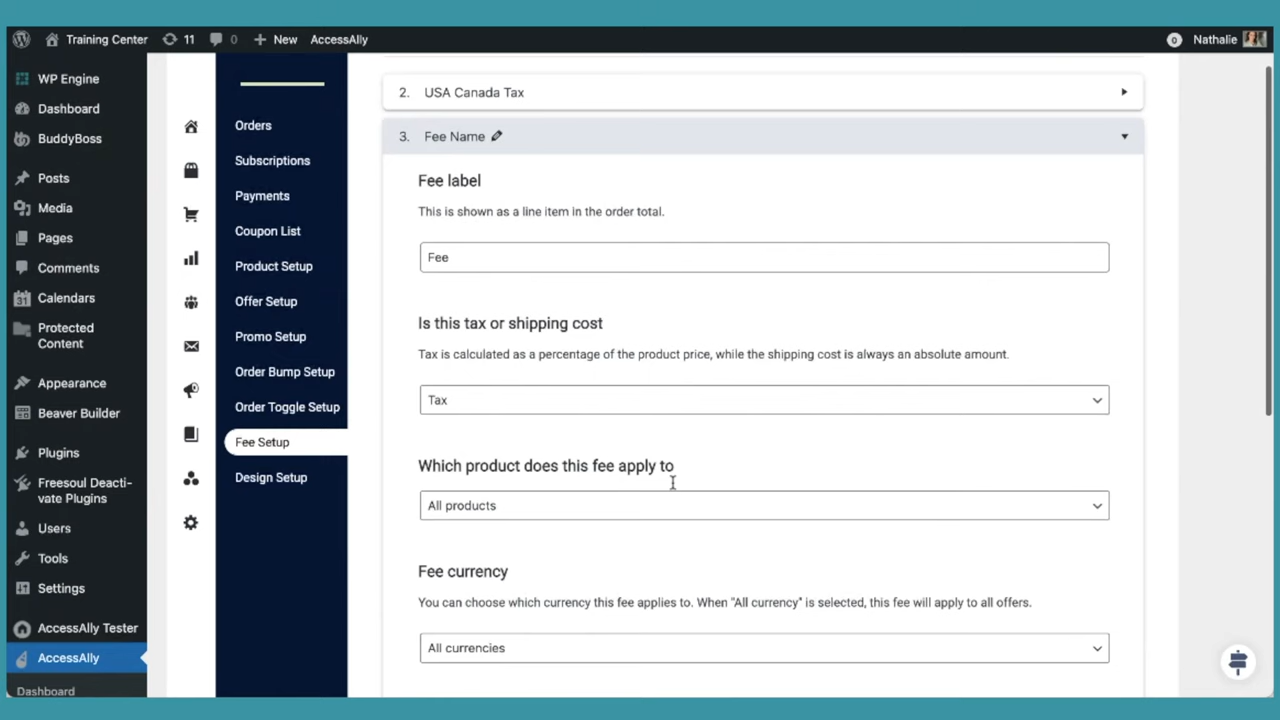 Training Center
11
0
New
AccessAlly
0
Nathalie
WP Engine
Dashboard
BuddyBoss
Posts
Media
Pages
Comments
Calendars
Protected
Content
Appearance
Beaver Builder
Plugins
Freesoul Deacti-
vate Plugins
Users
Tools
Settings
AccessAlly Tester
AccessAlly
Dashboard
Orders
Subscriptions
Payments
Coupon List
Product Setup
Offer Setup
Promo Setup
Order Bump Setup
Order Toggle Setup
Fee Setup
Design Setup
2. USA Canada Tax
3. Fee Name
Fee label
This is shown as a line item in the order total.
Fee
Is this tax or shipping cost
Tax is calculated as a percentage of the product price, while the shipping cost is always an absolute amount.
Tax
Which product does this fee apply to
All products
Fee currency
You can choose which currency this fee applies to. When "All currency" is selected, this fee will apply to all offers.
All currencies